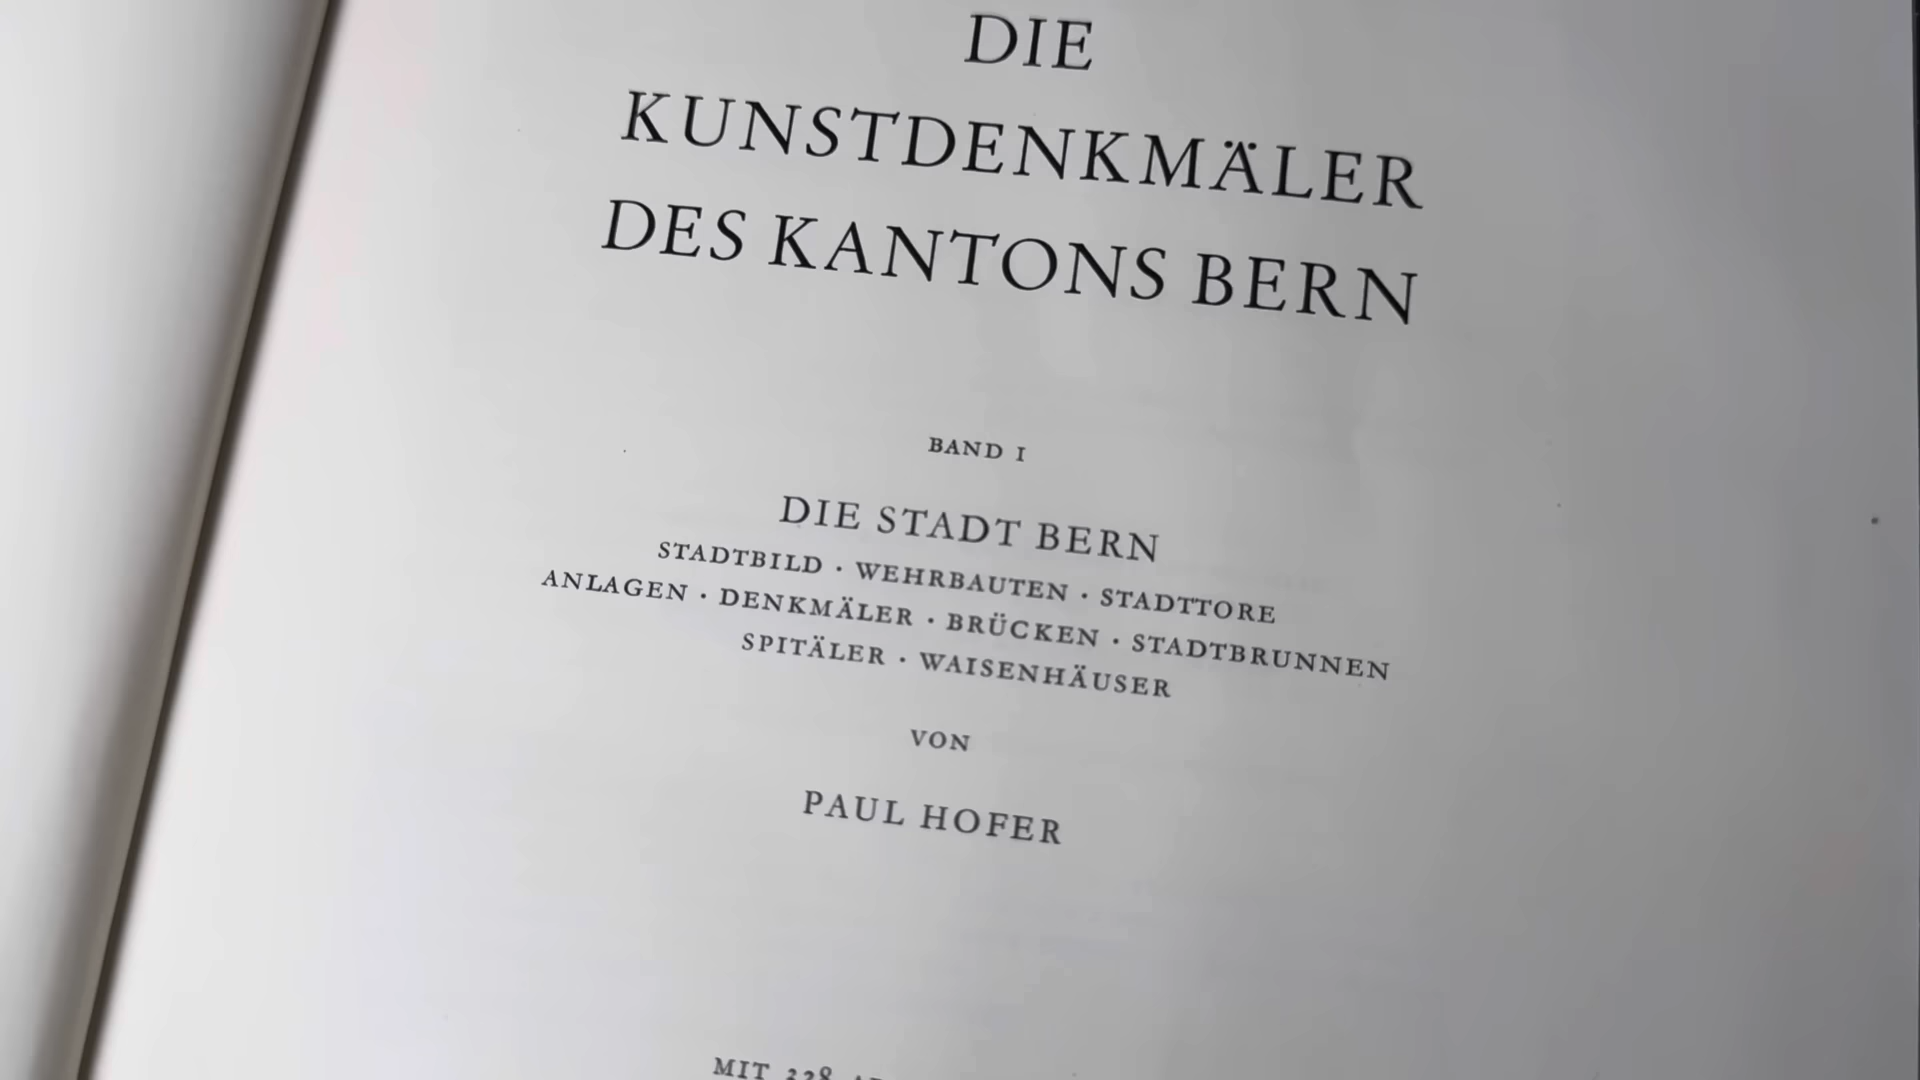 DIE
KUNSTDENKMÄLER
DES KANTONS BERN
BAND I
DIE STADT BERN
STADTBILD · WEHRBAUTEN · STADTTORE
ANLAGEN · DENKMÄLER · BRÜCKEN · STADTBRUNNEN
SPITÄLER · WAISENHÄUSER
VON
PAUL HOFER
MIT